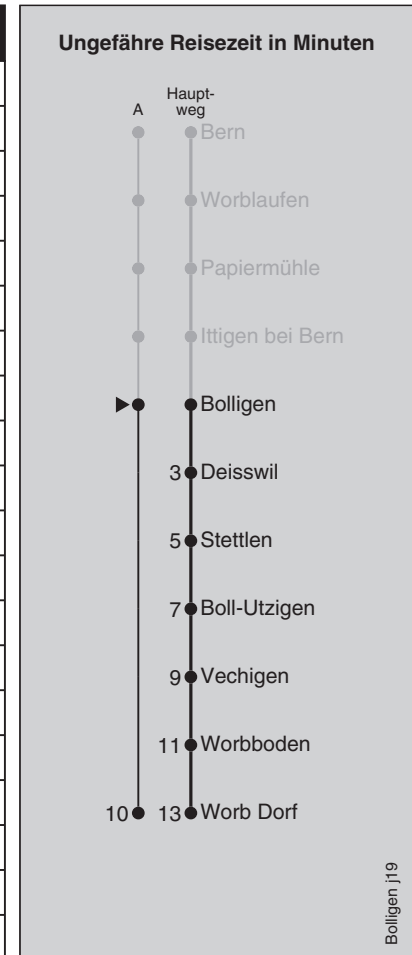 Ungefähre Reisezeit in Minuten
A
Haupt-
weg
Bern
Worblaufen
Papiermühle
Ittigen bei Bern
Bolligen
3 Deisswil
5 Stettlen
7 Boll-Utzigen
9 Vechigen
11 Worbboden
10 13 Worb Dorf
Bolligen j19